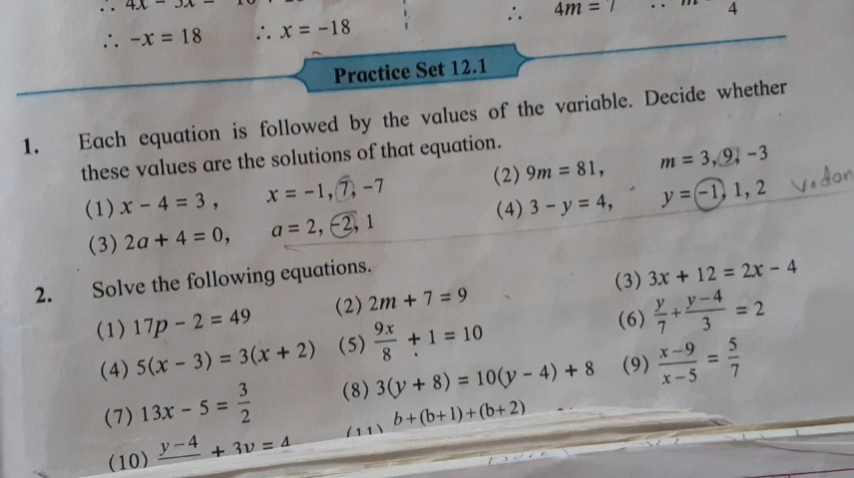 ∴ -x = 18 ∴ x = -18 ∴ 4m = 7 4
Practice Set 12.1
1. Each equation is followed by the values of the variable. Decide whether
these values are the solutions of that equation.
(1) x - 4 = 3 , x = -1, 7, -7 (2) 9m = 81, m = 3, 9, -3
(3) 2a + 4 = 0, a = 2, -2, 1 (4) 3 - y = 4, y = -1, 1, 2
2. Solve the following equations.
(1) 17p - 2 = 49 (2) 2m + 7 = 9 (3) 3x + 12 = 2x - 4
(4) 5(x - 3) = 3(x + 2) (5) 9x/8 + 1 = 10 (6) y/7 + y-4/3 = 2
(7) 13x - 5 = 3/2 (8) 3(y + 8) = 10(y - 4) + 8 (9) x-9/x-5 = 5/7
(10) y-4 + 3y = 4 (11) b+(b+1)+(b+2)